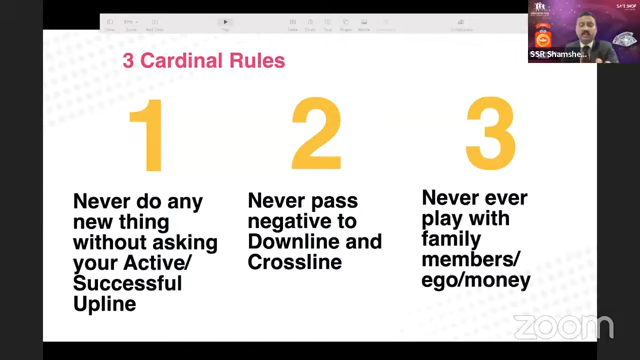 3 Cardinal Rules
1
Never do any
new thing
without asking
your Active/
Successful
Upline
2
Never pass
negative to
Downline and
Crossline
3
Never ever
play with
family
members/
ego/money
SSR Shamshe...
zoom